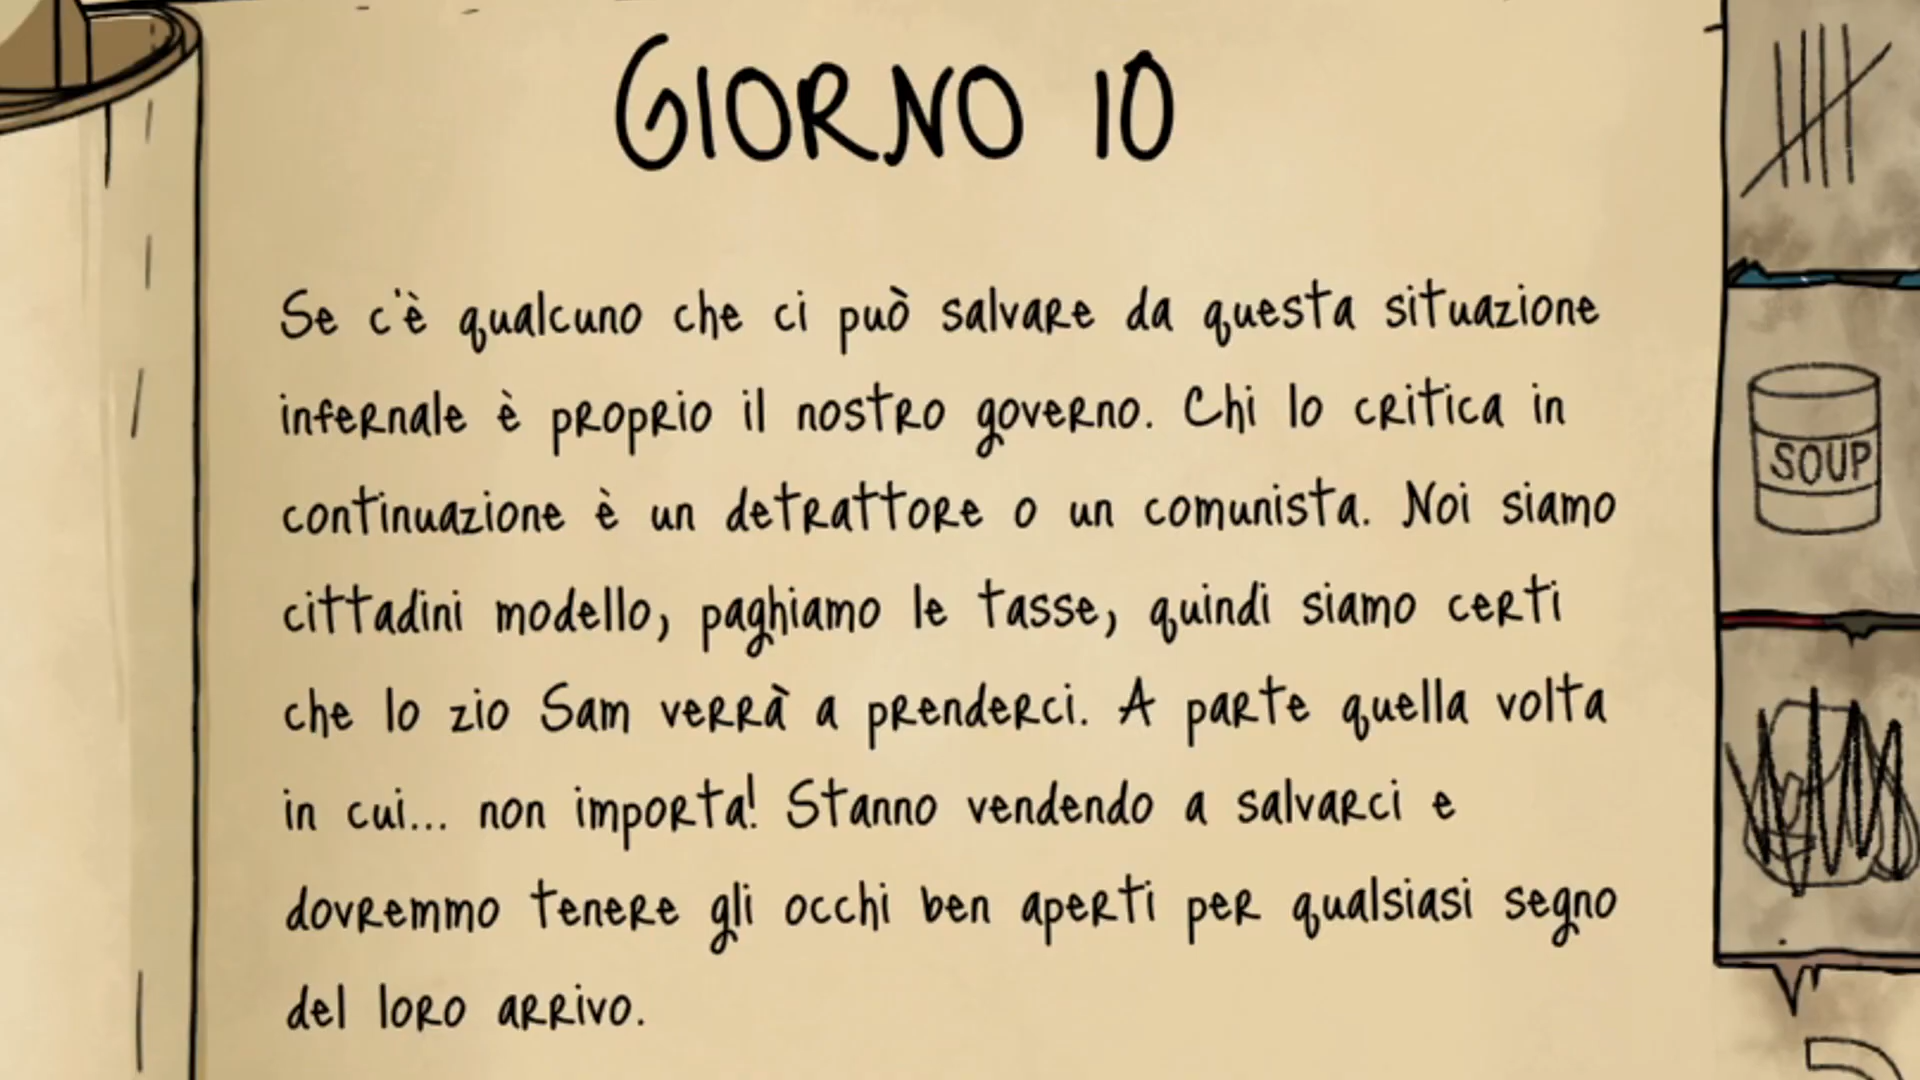 GIORNO 10
Se c'è qualcuno che ci può salvare da questa situazione
infernale è proprio il nostro governo. Chi lo critica in
continuazione è un detrattore o un comunista. Noi siamo
cittadini modello, paghiamo le tasse, quindi siamo certi
che lo zio Sam verrà a prenderci. A parte quella volta
in cui... non importa! Stanno vendendo a salvarci e
dovremmo tenere gli occhi ben aperti per qualsiasi segno
del loro arrivo.
SOUP